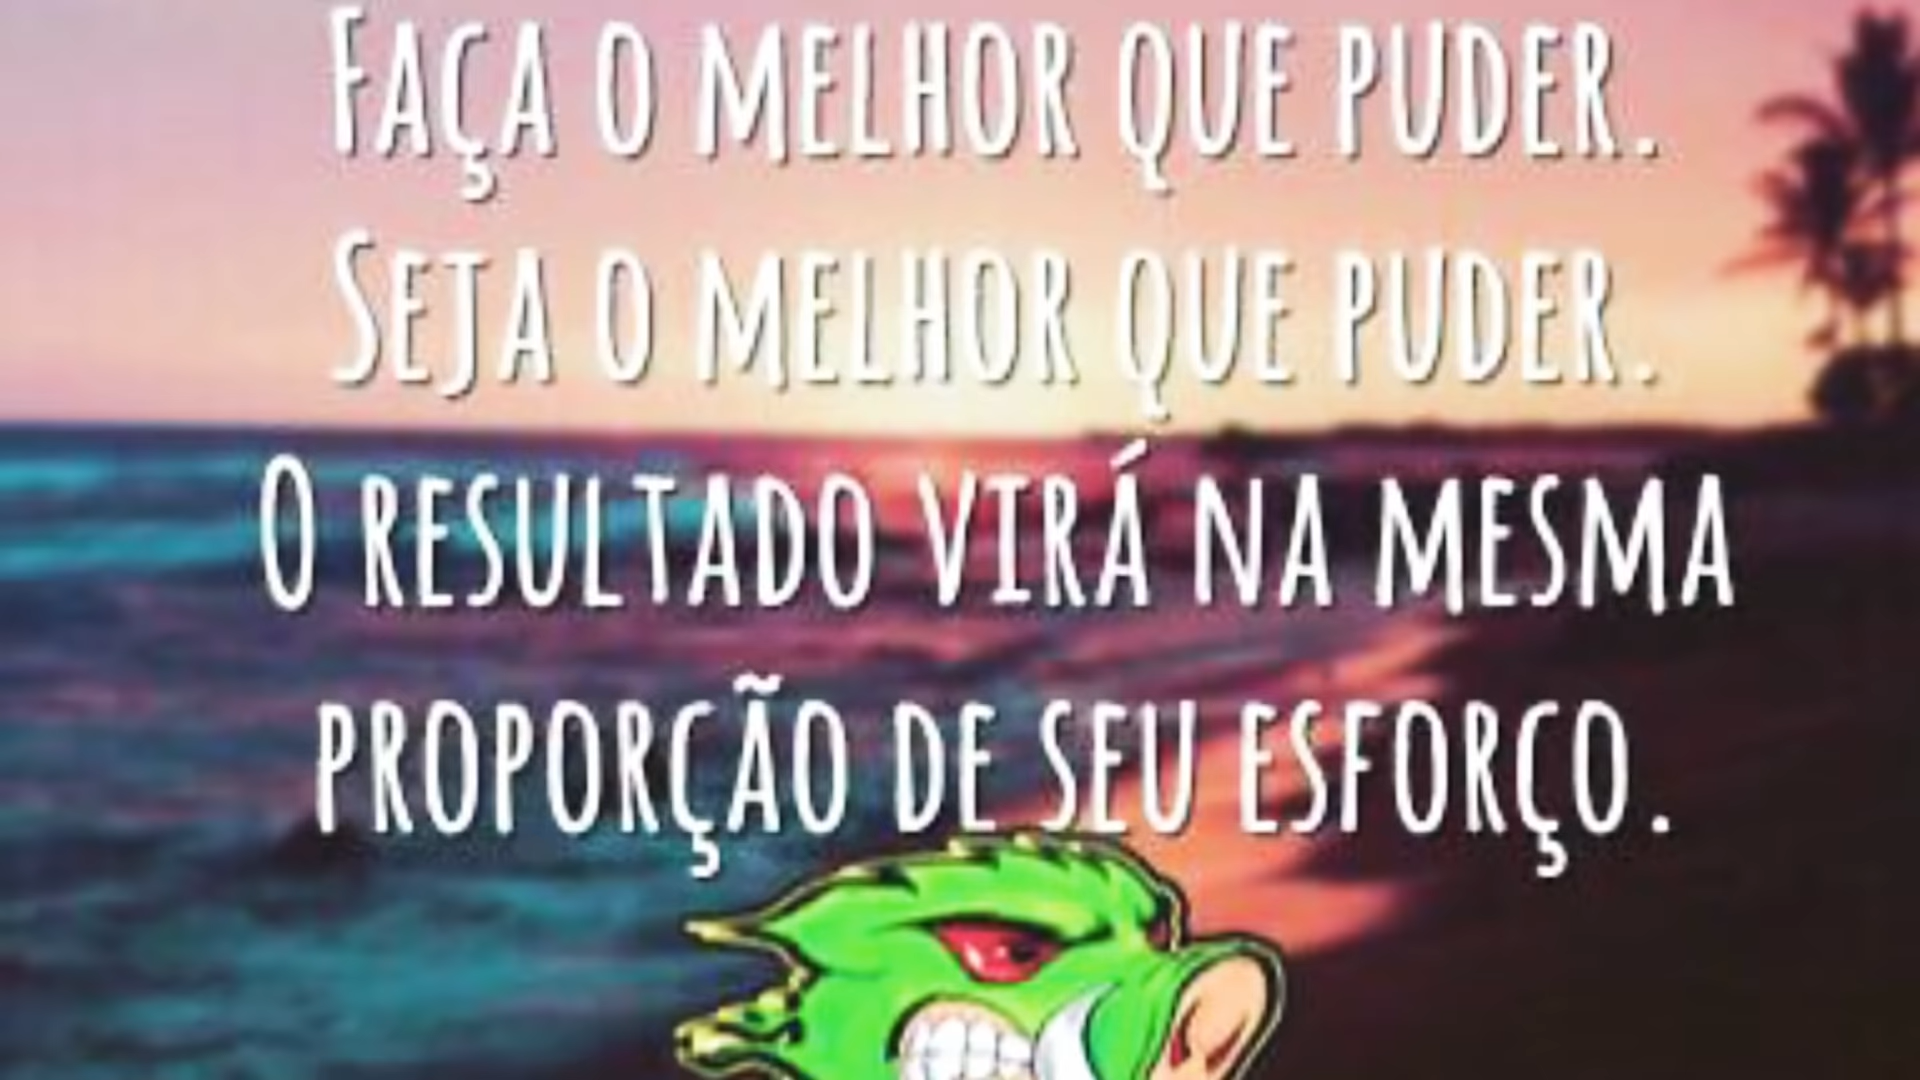 Faça o melhor que puder.
Seja o melhor que puder.
O resultado virá na mesma
proporção de seu esforço.